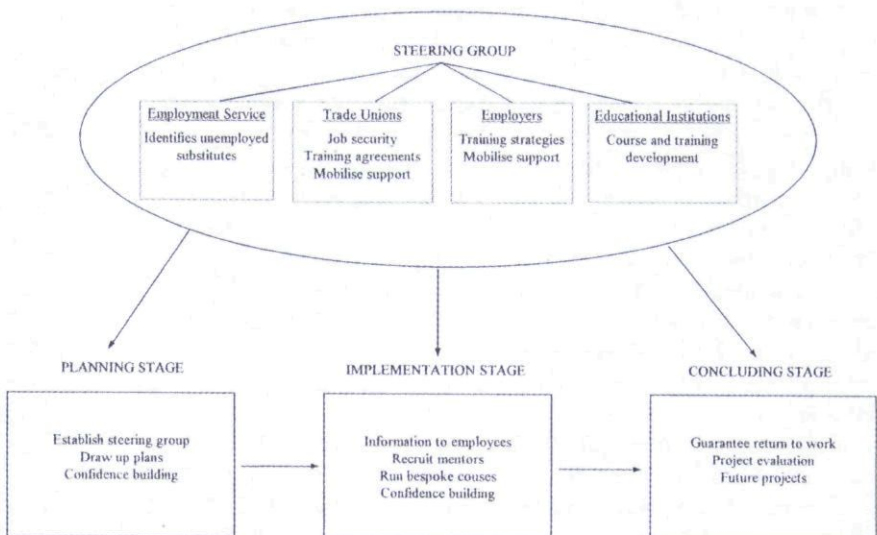 STEERING GROUP
Employment Service
Identifies unemployed
substitutes
Trade Unions
Job security
Training agreements
Mobilise support
Employers
Training strategies
Mobilise support
Educational Institutions
Course and training
development
PLANNING STAGE
Establish steering group
Draw up plans
Confidence building
IMPLEMENTATION STAGE
Information to employees
Recruit mentors
Run bespoke couses
Confidence building
CONCLUDING STAGE
Guarantee return to work
Project evaluation
Future projects